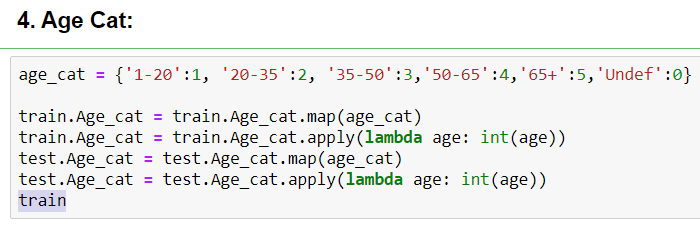 4. Age Cat:
age_cat = {'1-20':1, '20-35':2, '35-50':3,'50-65':4,'65+':5,'Undef':0}
train.Age_cat = train.Age_cat.map(age_cat)
train.Age_cat = train.Age_cat.apply(lambda age: int(age))
test.Age_cat = test.Age_cat.map(age_cat)
test.Age_cat = test.Age_cat.apply(lambda age: int(age))
train